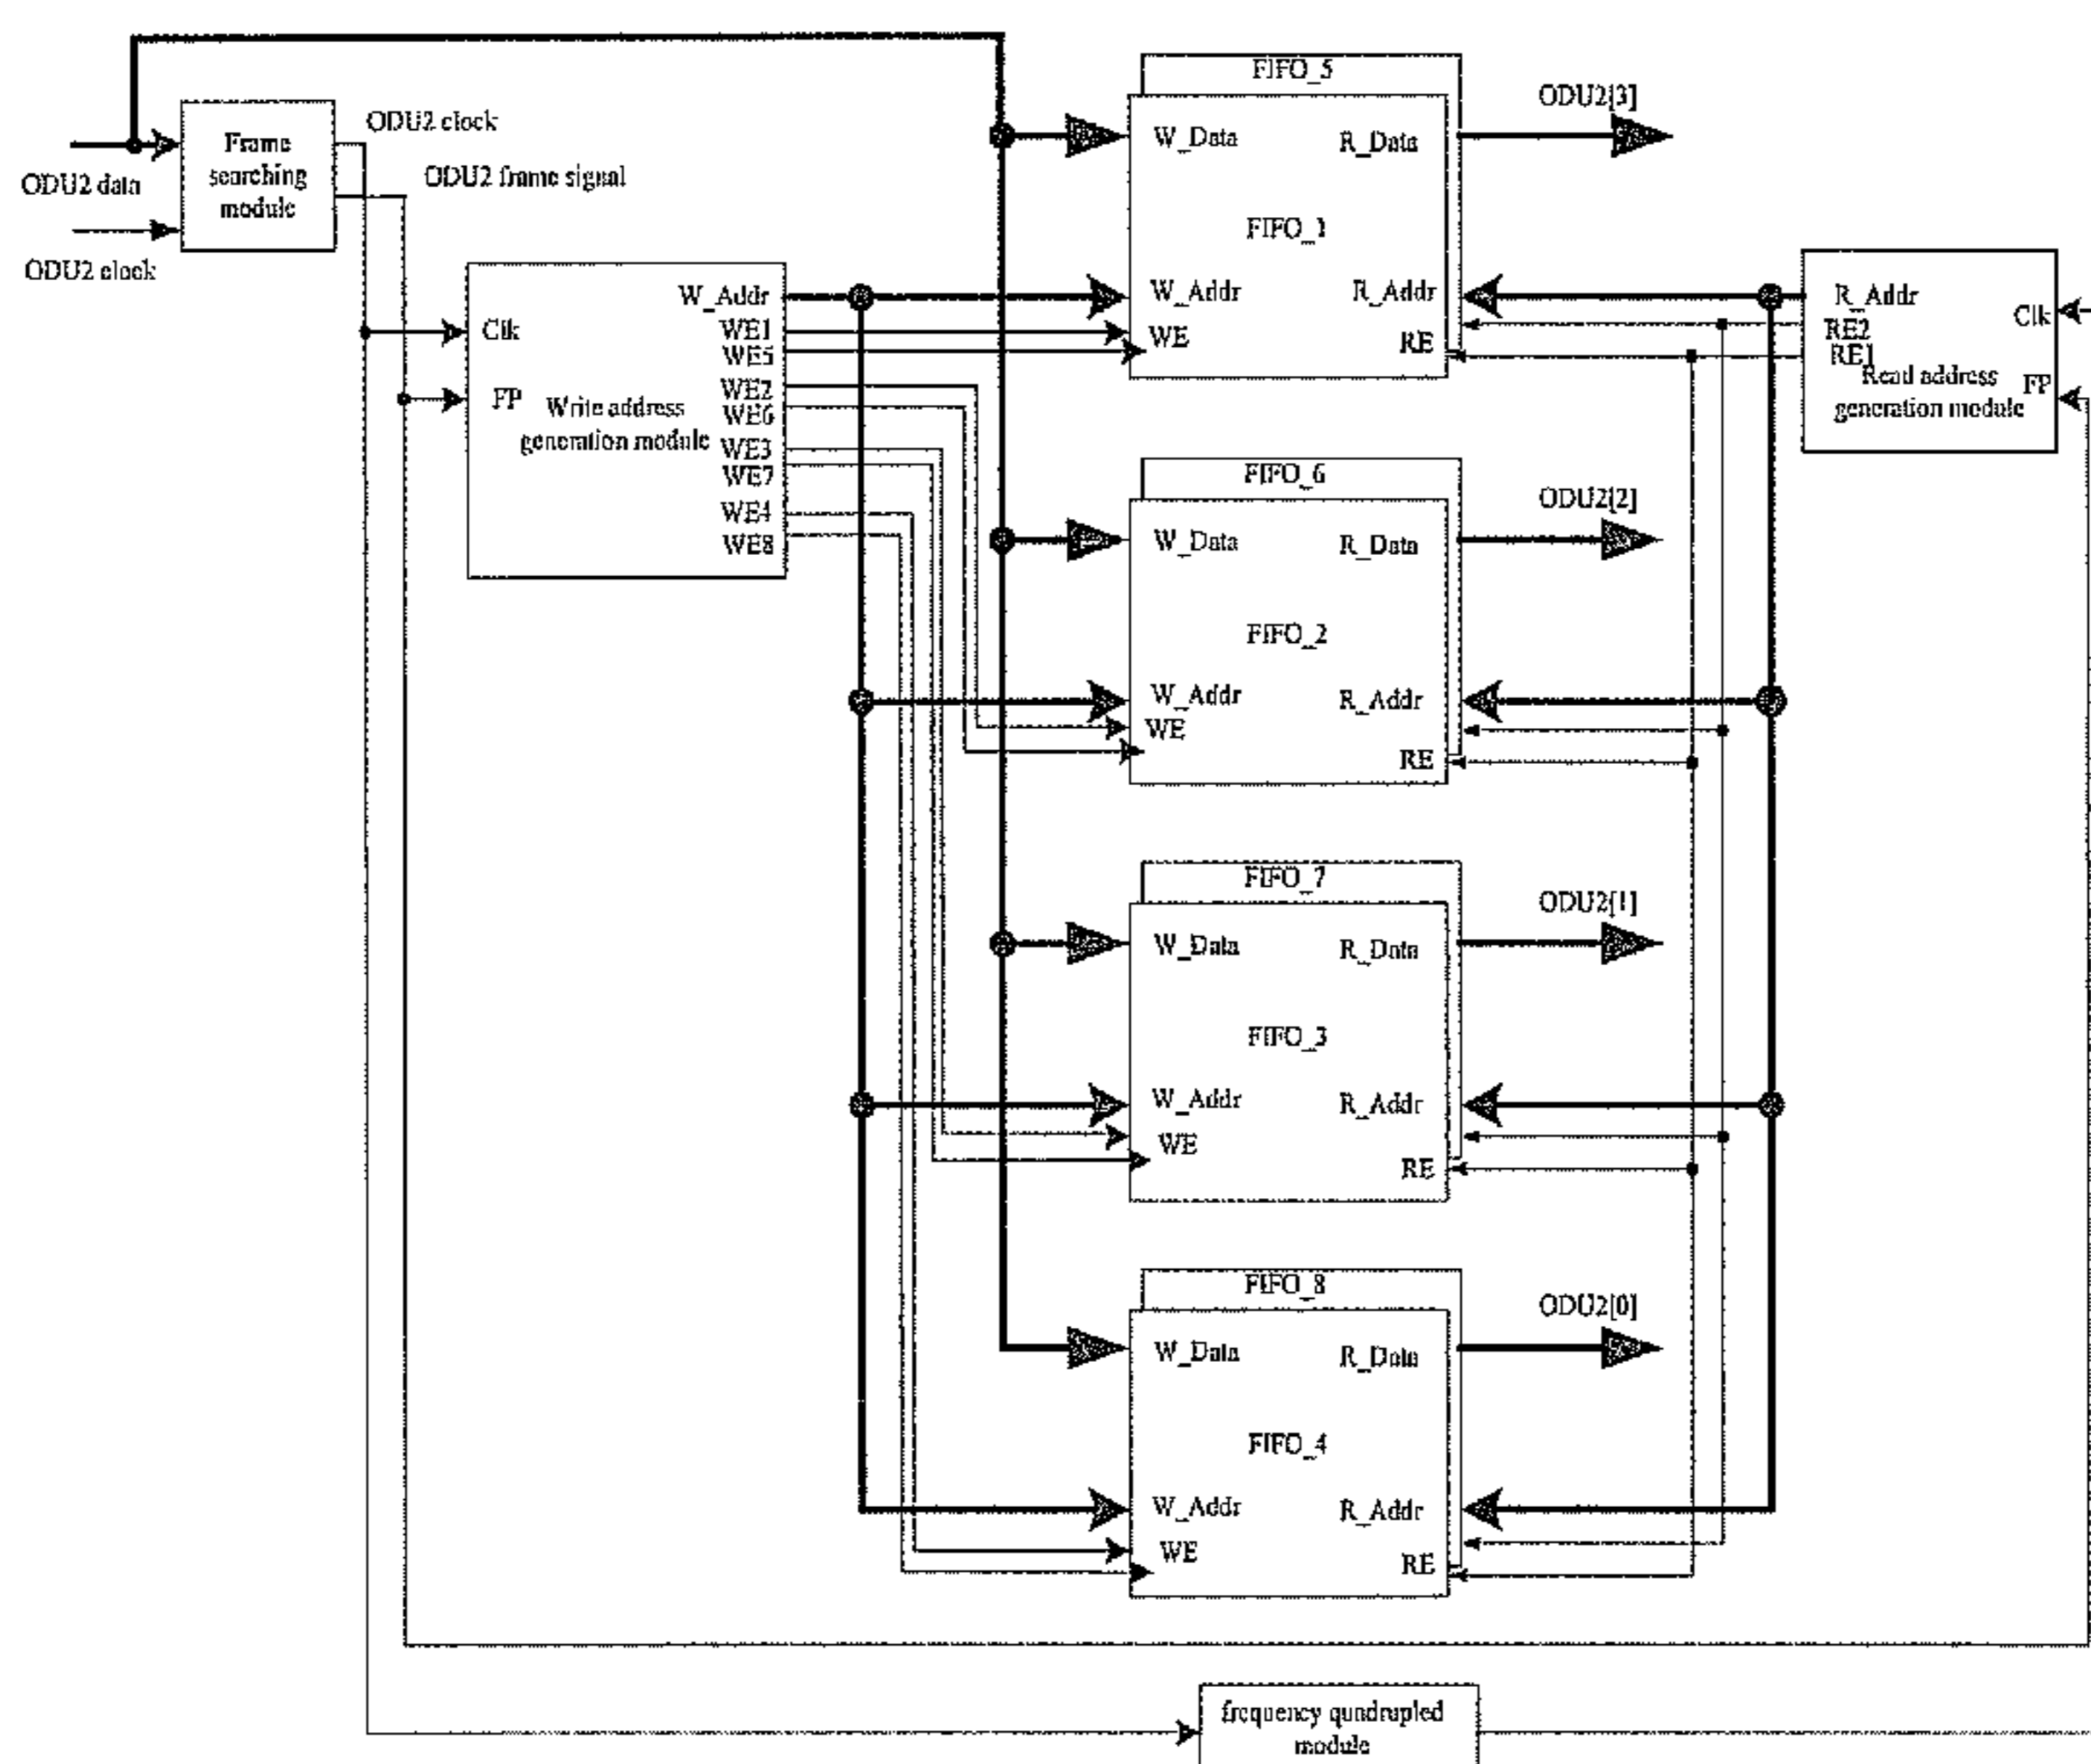 FIFO_5
ODU2[3]
ODU2 clock
Frame
searching
module
W_Data
R_Data
ODU2 data
ODU2 frame signal
FIFO_1
ODU2 clock
W_Addr
W_Addr
R_Addr
R_Addr
Clk
Clk
WE1
WE
RE
RE2
WE5
RE1
Read address
generation module
FP
FP
Write address
generation module
WE2
WE6
WE3
WE7
WE4
WE8
FIFO_6
ODU2[2]
W_Data
R_Data
FIFO_2
W_Addr
R_Addr
WE
RE
FIFO_7
ODU2[1]
W_Data
R_Data
FIFO_3
W_Addr
R_Addr
WE
RE
FIFO_8
ODU2[0]
W_Data
R_Data
FIFO_4
W_Addr
R_Addr
WE
RE
frequency quadrupled
module